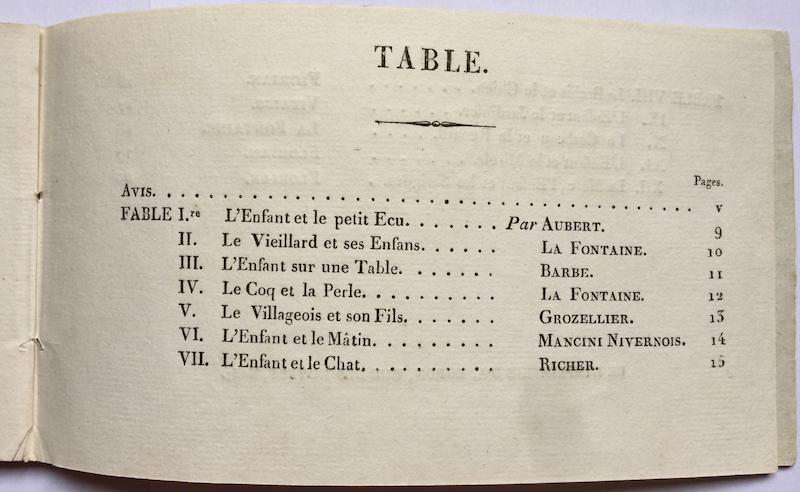 TABLE.
Pages.
Avis. . . . . . . . . . . . . . . . . . . . . . . . . . . . . . . . . . . . v
FABLE I.re L'Enfant et le petit Ecu. . . . . . . . Par Aubert. 9
II. Le Vieillard et ses Enfans. . . . . . . La Fontaine. 10
III. L'Enfant sur une Table. . . . . . . Barbe. 11
IV. Le Coq et la Perle. . . . . . . . . . La Fontaine. 12
V. Le Villageois et son Fils. . . . . . . . Grozellier. 13
VI. L'Enfant et le Mâtin. . . . . . . . . . Mancini Nivernois. 14
VII. L'Enfant et le Chat. . . . . . . . . . Richer. 15